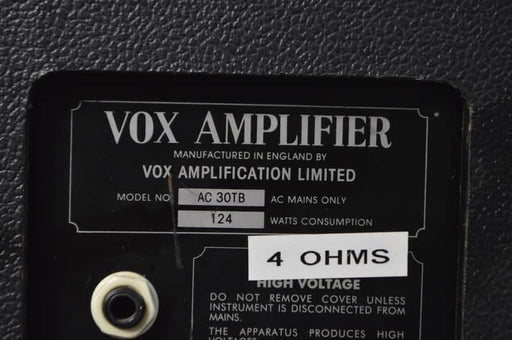 VOX AMPLIFIER
MANUFACTURED IN ENGLAND BY
VOX AMPLIFICATION LIMITED
MODEL NO AC 30TB AC MAINS ONLY
124 WATTS CONSUMPTION
4 OHMS
HIGH VOLTAGE
DO NOT REMOVE COVER UNLESS
INSTRUMENT IS DISCONNECTED FROM
MAINS.
THE APPARATUS PRODUCES HIGH
VOLTAGES